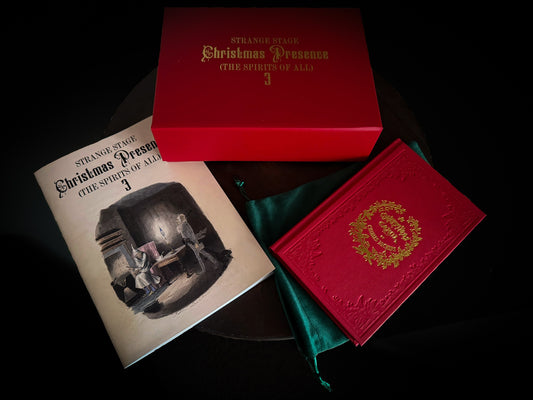 STRANGE STAGE
Christmas Presence
(THE SPIRITS OF ALL)
3
STRANGE STAGE
Christmas Presence
(THE SPIRITS OF ALL)
3